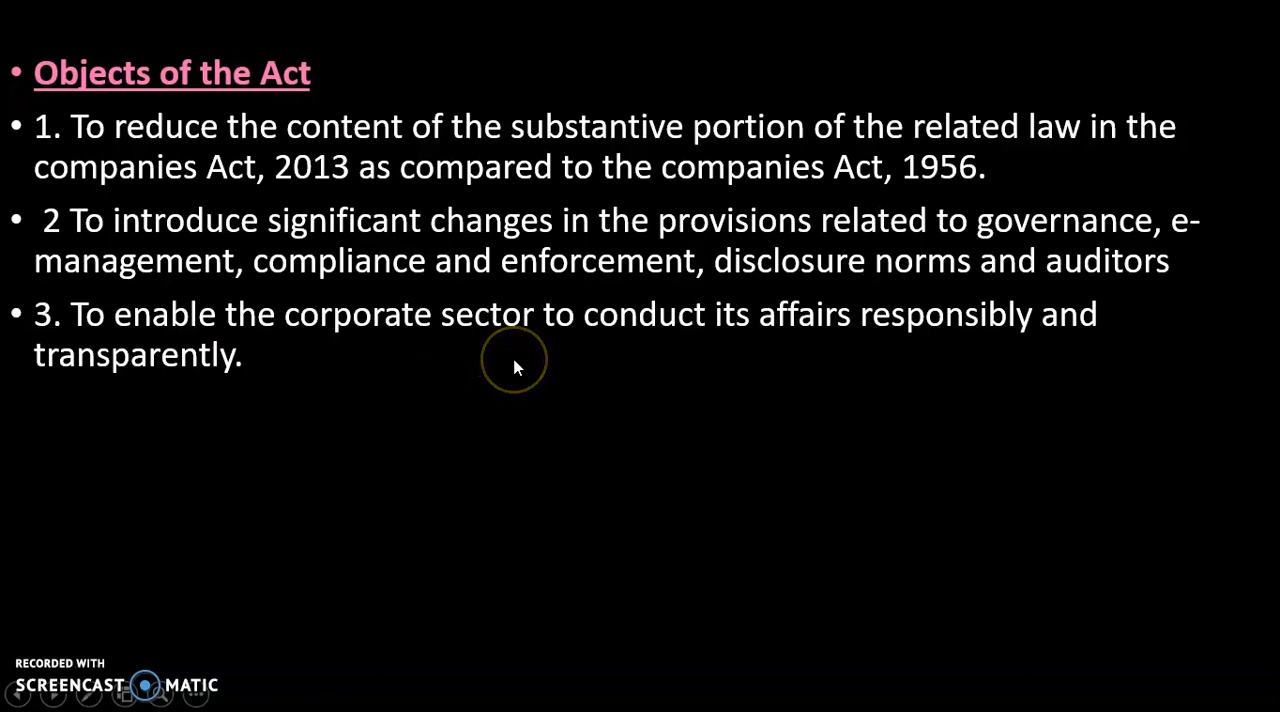 • Objects of the Act
• 1. To reduce the content of the substantive portion of the related law in the
companies Act, 2013 as compared to the companies Act, 1956.
• 2 To introduce significant changes in the provisions related to governance, e-
management, compliance and enforcement, disclosure norms and auditors
• 3. To enable the corporate sector to conduct its affairs responsibly and
transparently.
RECORDED WITH
SCREENCAST MATIC